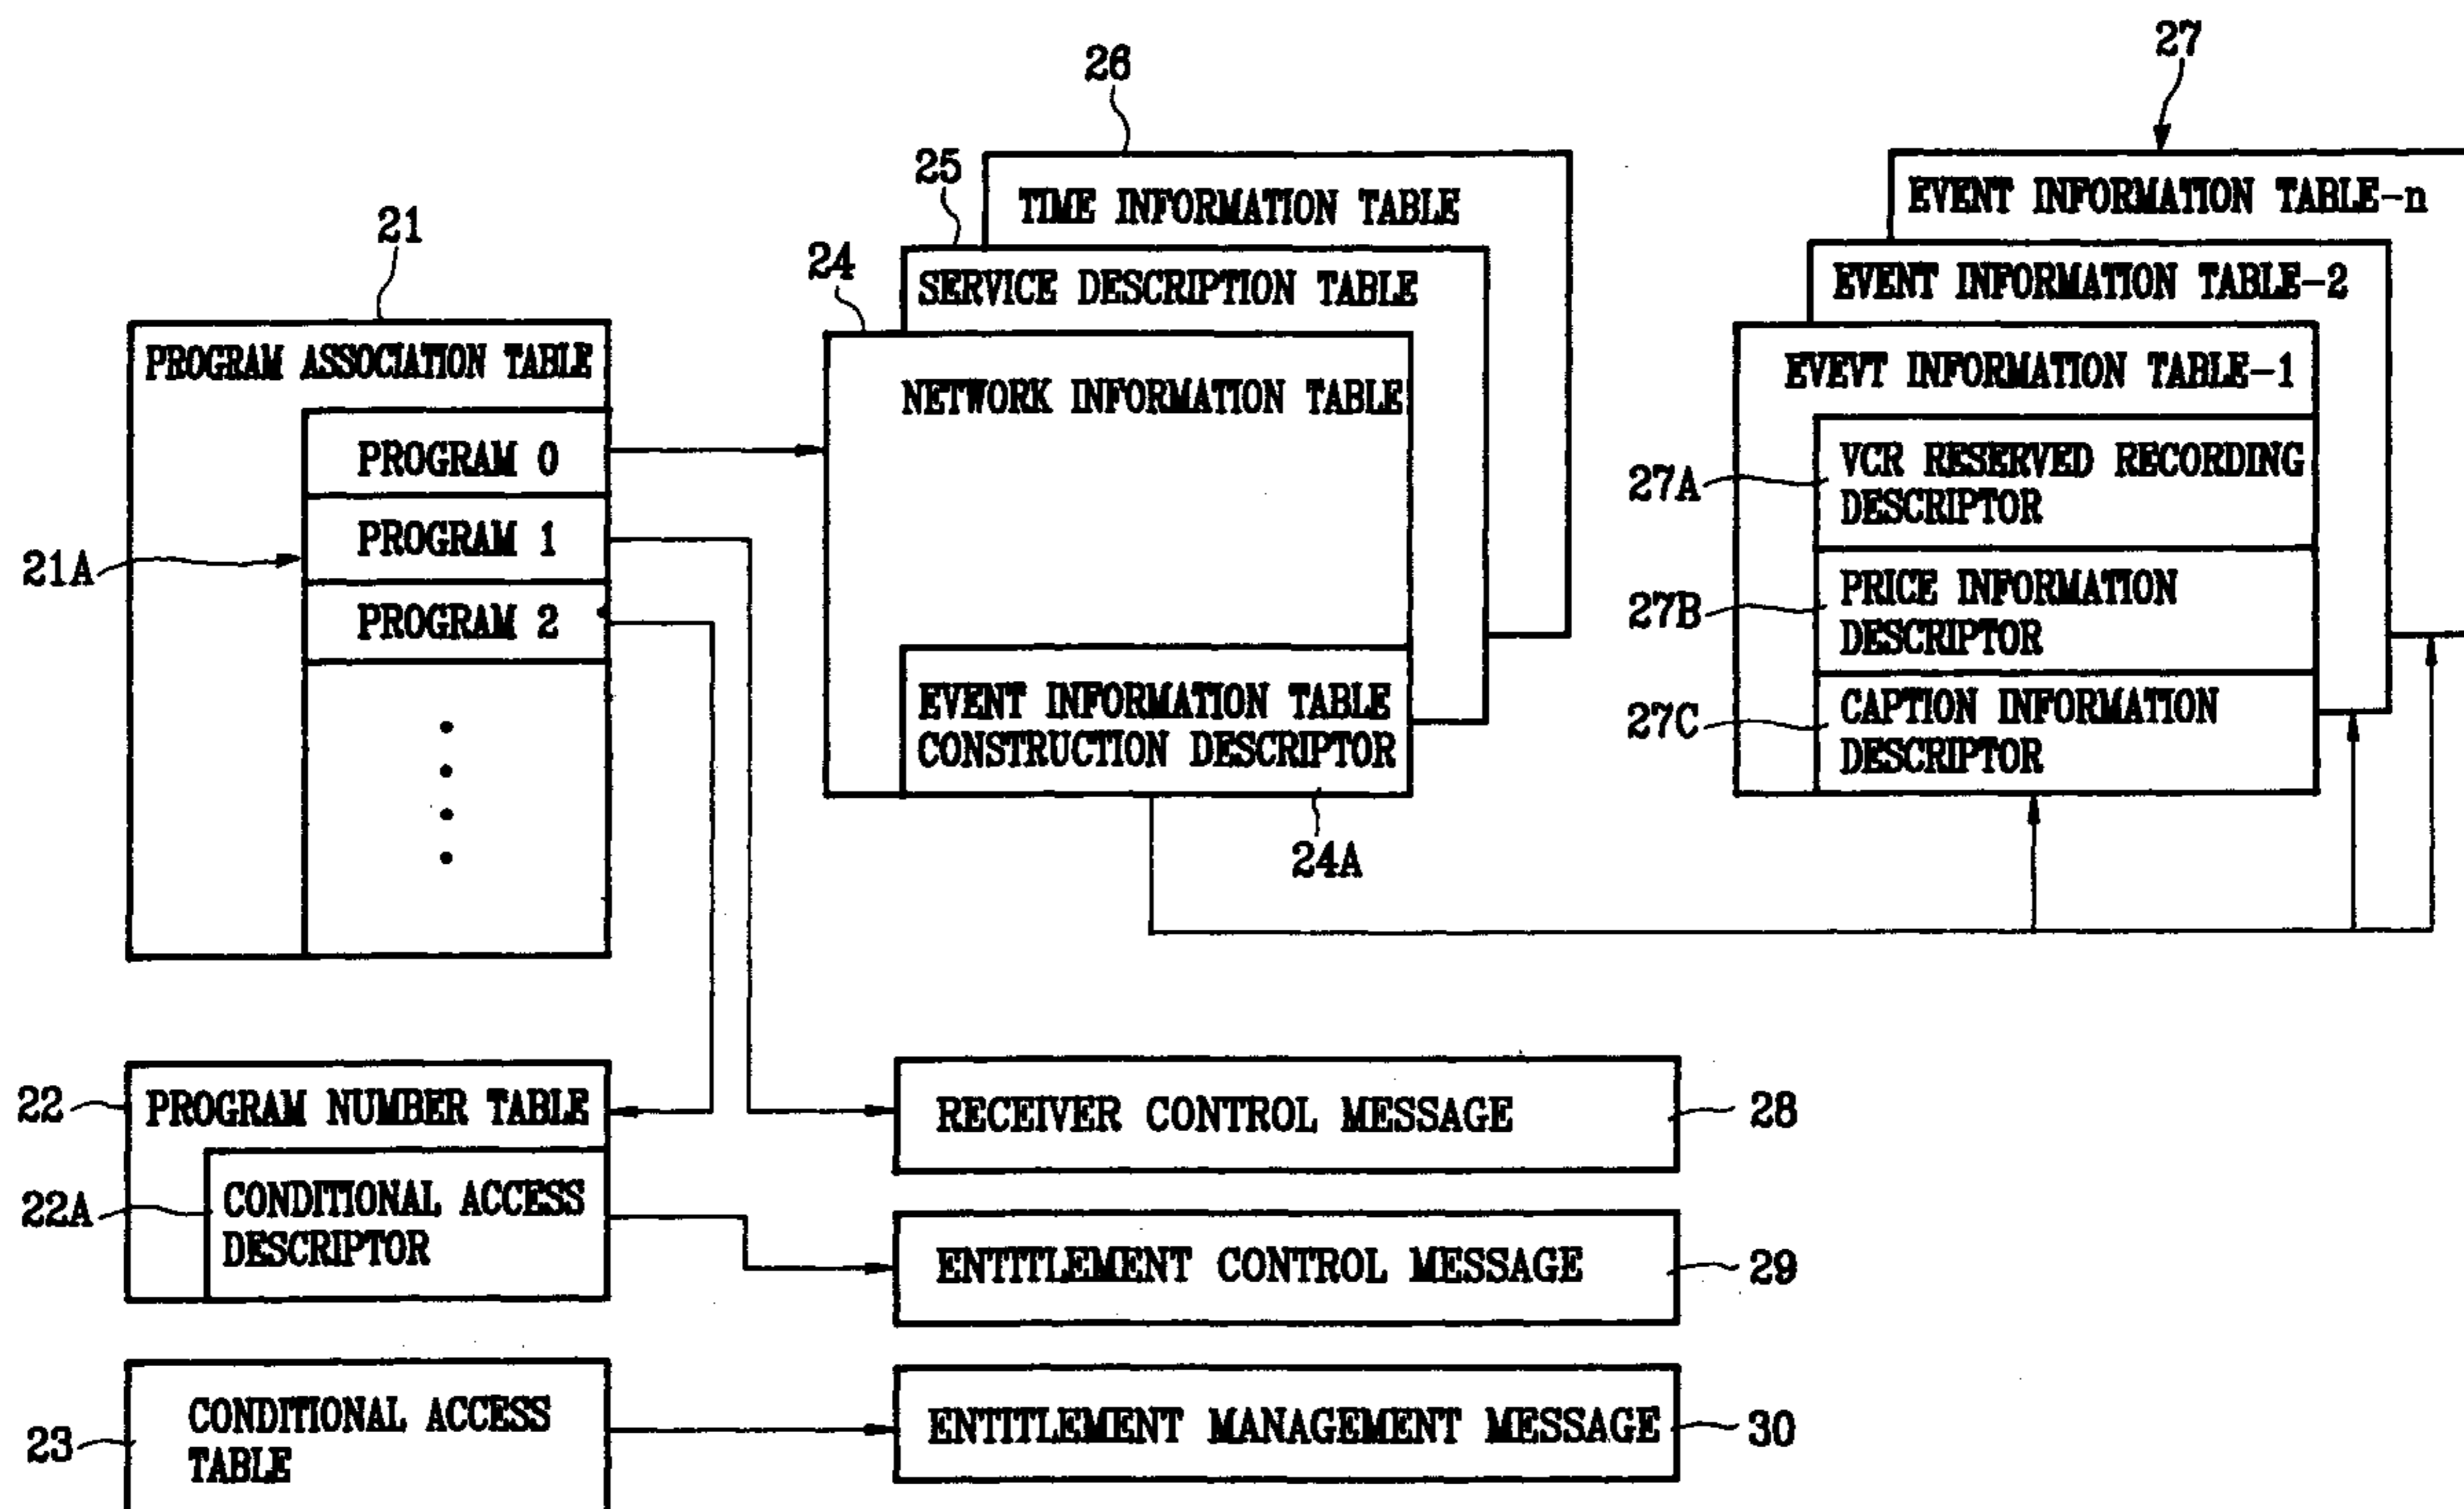 27
26
EVENT INFORMATION TABLE-n
25
TIME INFORMATION TABLE
EVENT INFORMATION TABLE-2
24
SERVICE DESCRIPTION TABLE
EVEVT INFORMATION TABLE-1
21
NETWORK INFORMATION TABLE
PROGRAM ASSOCIATION TABLE
PROGRAM 0
PROGRAM 1
PROGRAM 2
21A
27A
VCR RESERVED RECORDING
DESCRIPTOR
27B
PRICE INFORMATION
DESCRIPTOR
27C
CAPTION INFORMATION
DESCRIPTOR
EVENT INFORMATION TABLE
CONSTRUCTION DESCRIPTOR
24A
22
PROGRAM NUMBER TABLE
22A
CONDITIONAL ACCESS
DESCRIPTOR
RECEIVER CONTROL MESSAGE
28
ENTITLEMENT CONTROL MESSAGE
29
23
CONDITIONAL ACCESS
TABLE
ENTITLEMENT MANAGEMENT MESSAGE
30